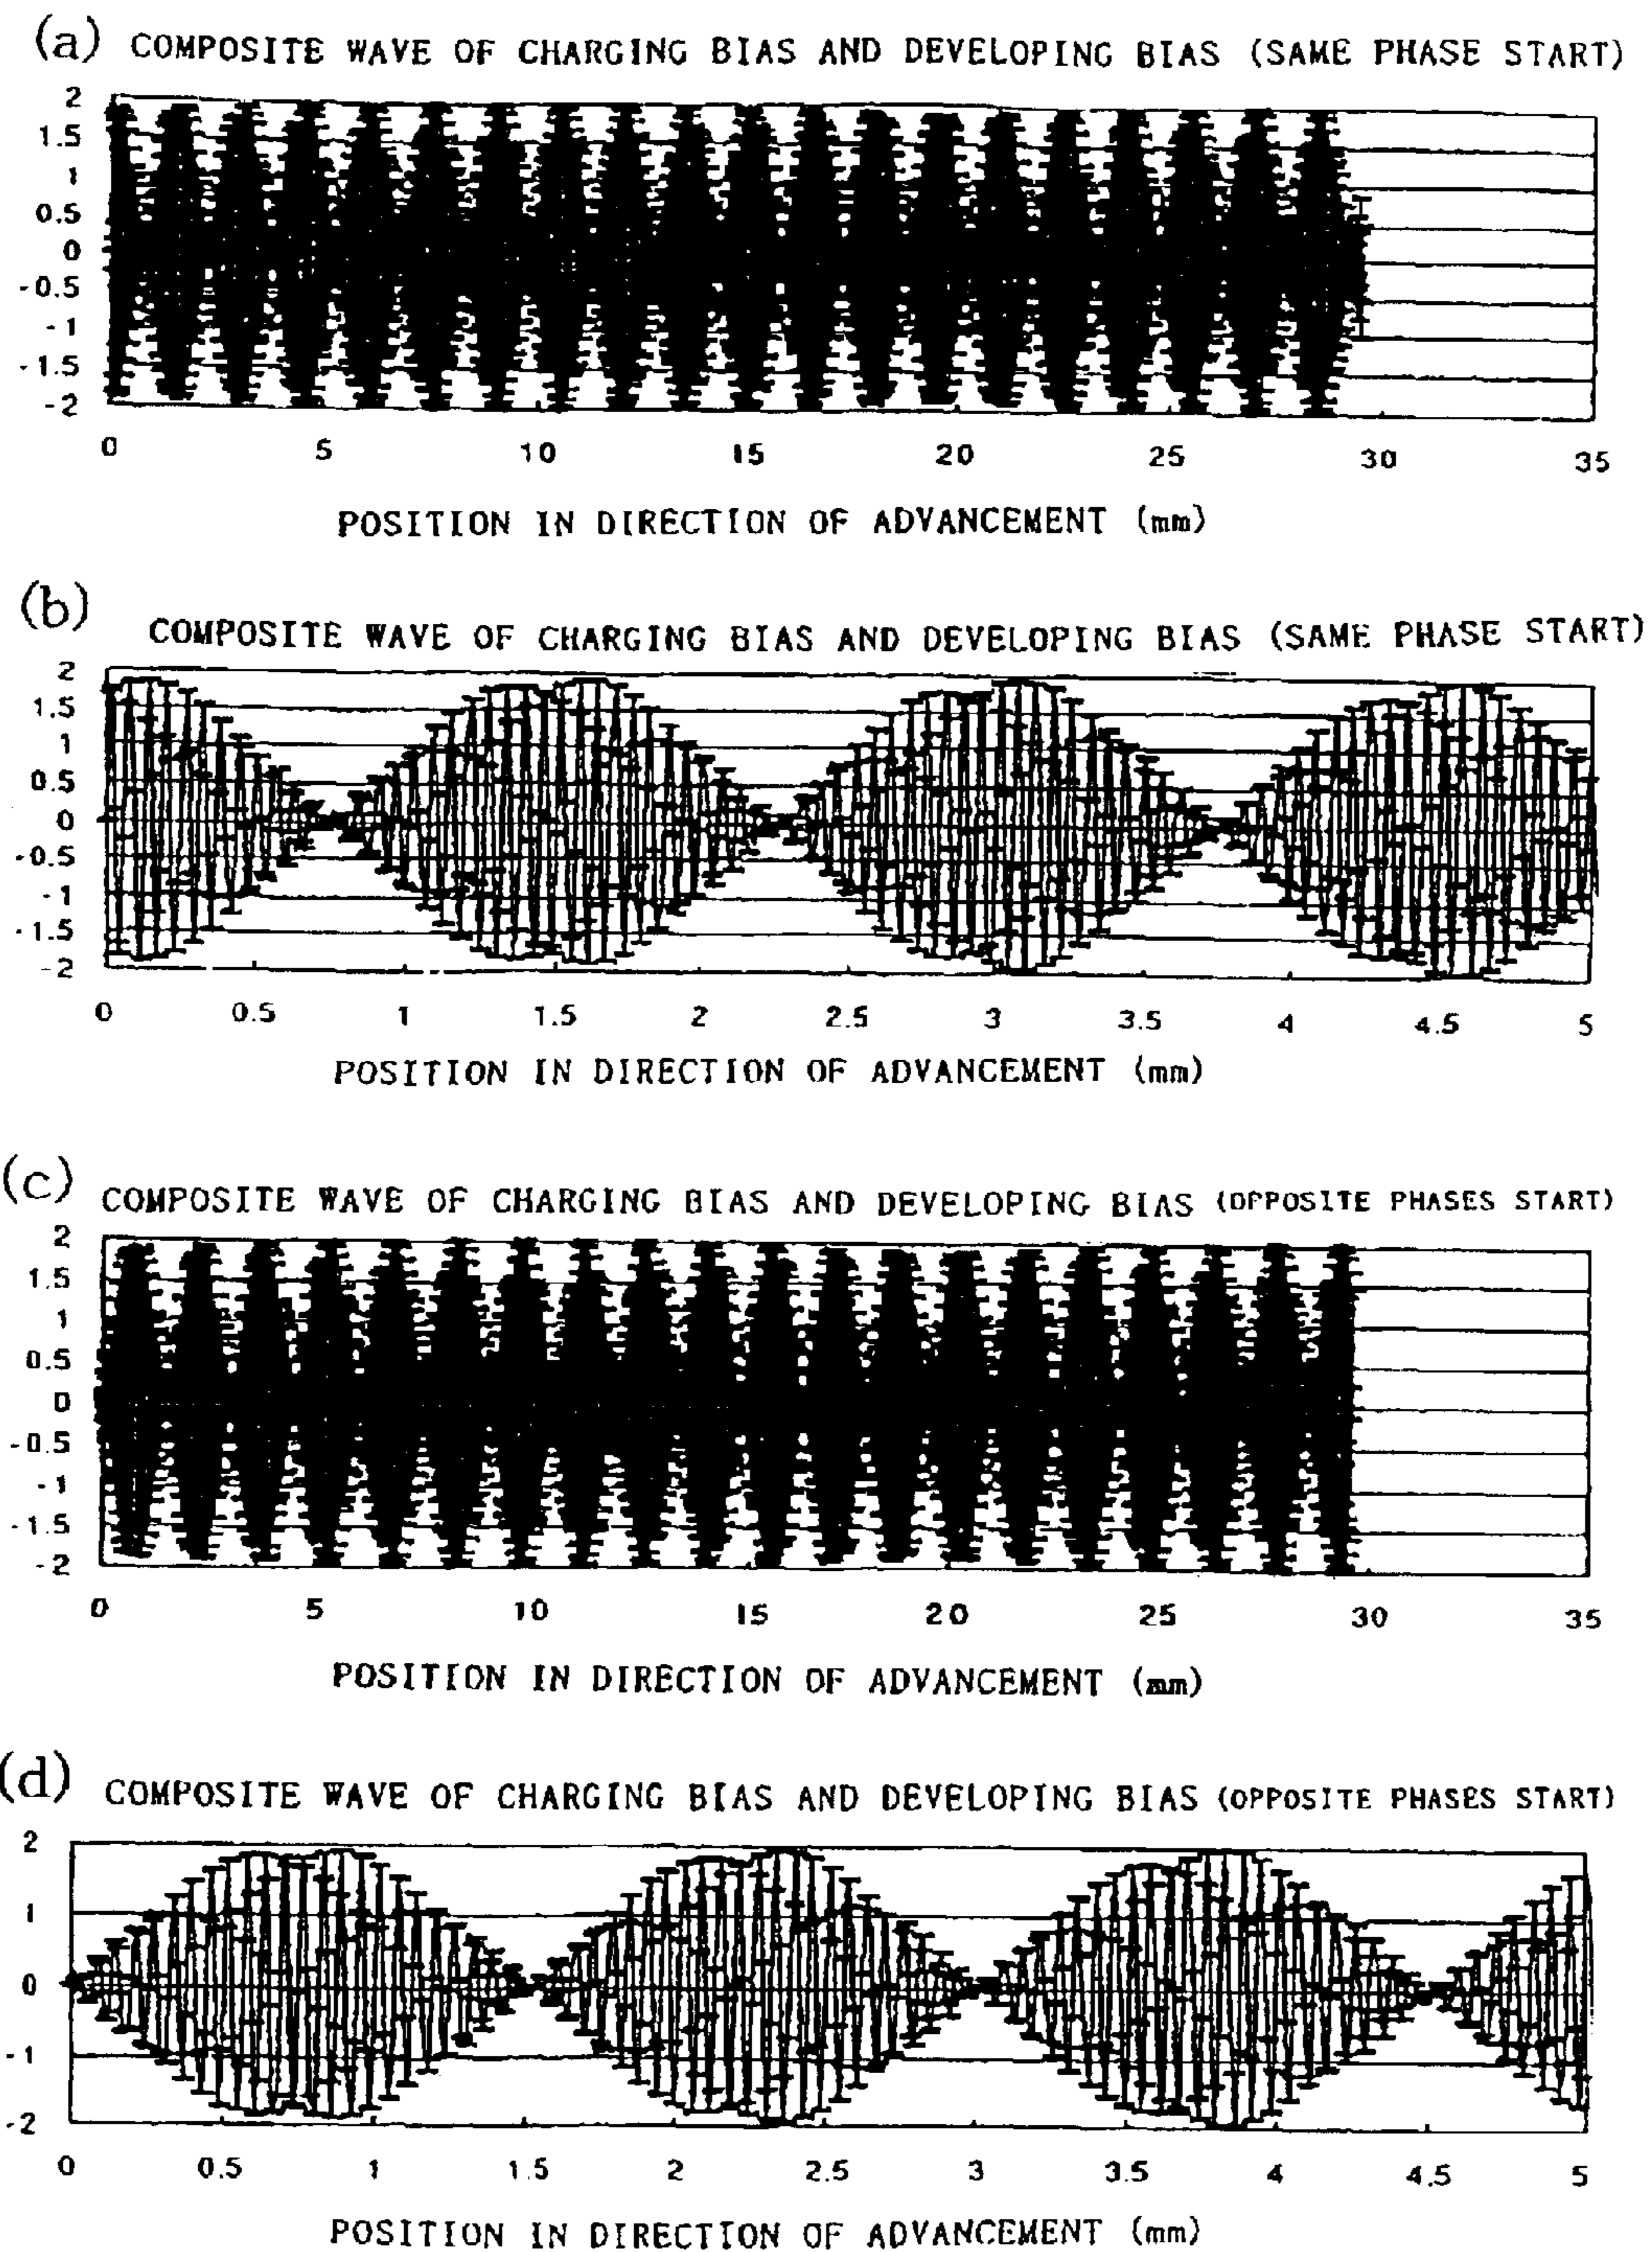 (a) COMPOSITE WAVE OF CHARGING BIAS AND DEVELOPING BIAS (SAME PHASE START)
2
1.5
1
0.5
0
-0.5
-1
-1.5
-2
0 5 10 15 20 25 30 35
POSITION IN DIRECTION OF ADVANCEMENT (mm)
(b)
COMPOSITE WAVE OF CHARGING BIAS AND DEVELOPING BIAS (SAME PHASE START)
2
1.5
1
0.5
0
-0.5
-1
-1.5
-2
0 0.5 1 1.5 2 2.5 3 3.5 4 4.5 5
POSITION IN DIRECTION OF ADVANCEMENT (mm)
(c) COMPOSITE WAVE OF CHARGING BIAS AND DEVELOPING BIAS (OPPOSITE PHASES START)
2
1.5
1
0.5
0
-0.5
-1
-1.5
-2
0 5 10 15 20 25 30 35
POSITION IN DIRECTION OF ADVANCEMENT (mm)
(d) COMPOSITE WAVE OF CHARGING BIAS AND DEVELOPING BIAS (OPPOSITE PHASES START)
2
1
0
-1
-2
0 0.5 1 1.5 2 2.5 3 3.5 4 4.5 5
POSITION IN DIRECTION OF ADVANCEMENT (mm)